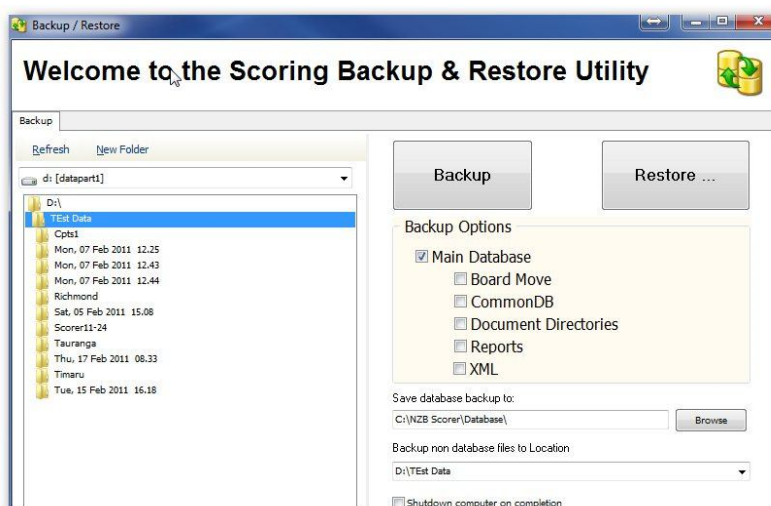 Backup / Restore
Welcome to the Scoring Backup & Restore Utility
Backup
Refresh New Folder
d: [datapart1]
D:\
TEst Data
Cpts1
Mon, 07 Feb 2011 12.25
Mon, 07 Feb 2011 12.43
Mon, 07 Feb 2011 12.44
Richmond
Sat, 05 Feb 2011 15.08
Scorer11-24
Tauranga
Thu, 17 Feb 2011 08.33
Timaru
Tue, 15 Feb 2011 16.18
Backup
Restore ...
Backup Options
Main Database
Board Move
CommonDB
Document Directories
Reports
XML
Save database backup to:
C:\NZB Scorer\Database\
Browse
Backup non database files to Location
D:\TEst Data
Shutdown computer on completion